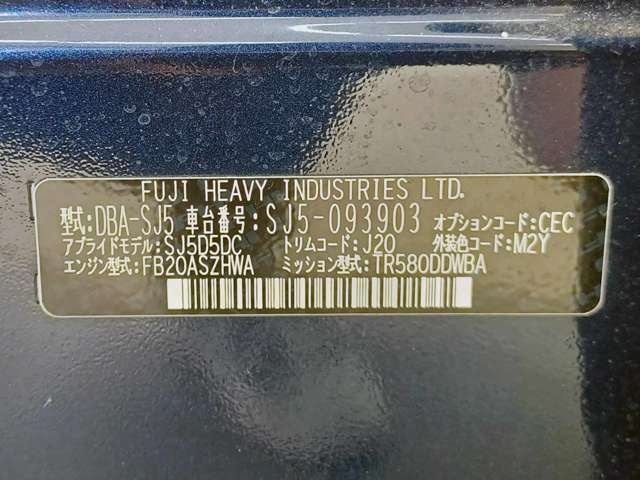 FUJI HEAVY INDUSTRIES LTD.
型式:DBA-SJ5 車台番号:SJ5-093903 オプションコード:CEC
アプライドモデル:SJ5D5DC トリムコード:J20 外装色コード:M2Y
エンジン型式:FB20ASZHWA ミッション型式:TR580DDWBA